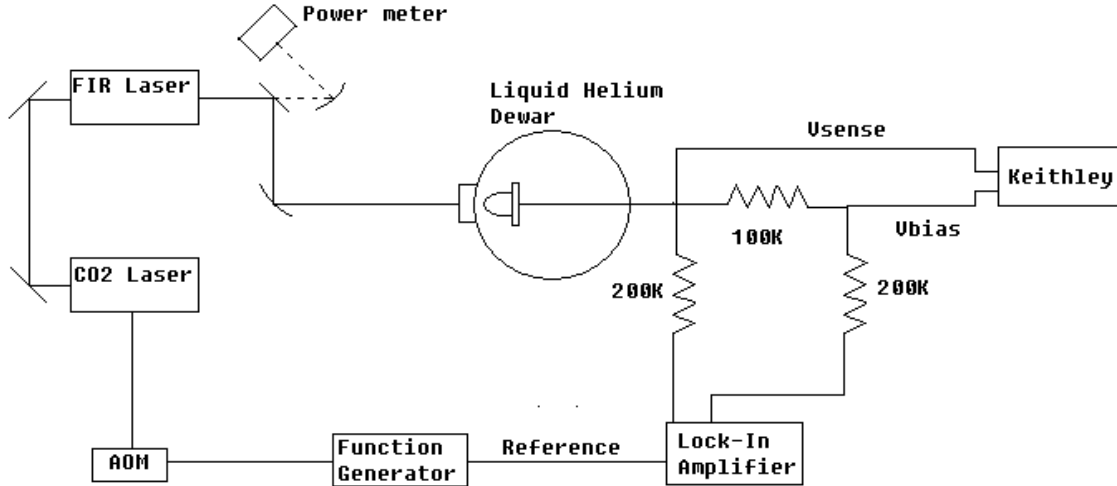 Power meter
FIR Laser
Liquid Helium
Dewar
Vsense
Keithley
100K
Vbias
CO2 Laser
200K
200K
AOM
Function
Generator
Reference
Lock-In
Amplifier